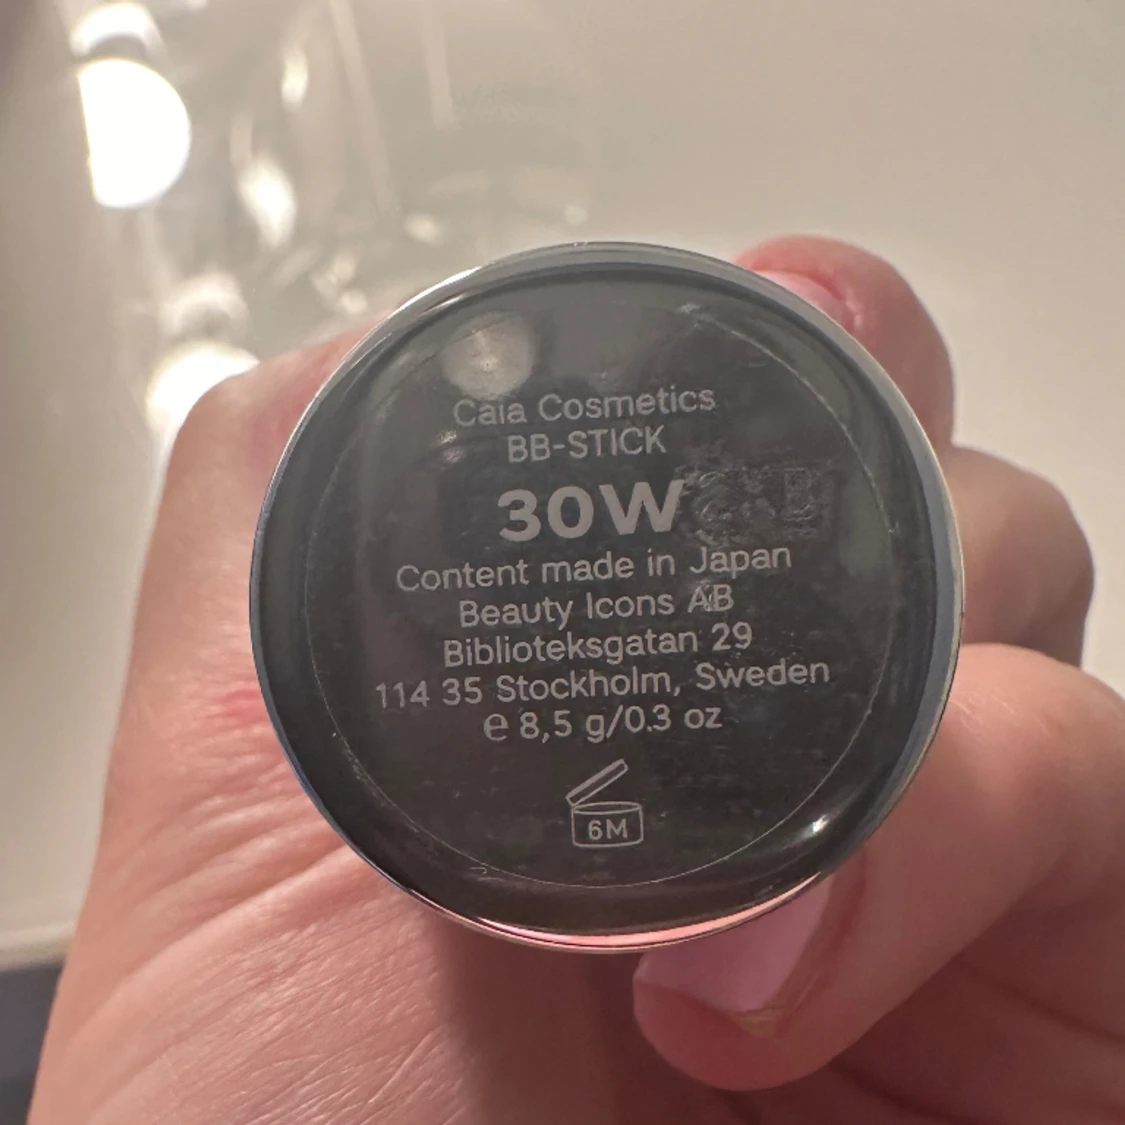 Caia Cosmetics
BB-STICK
30W
Content made in Japan
Beauty Icons AB
Biblioteksgatan 29
114 35 Stockholm, Sweden
℮ 8,5 g/0.3 oz
6M